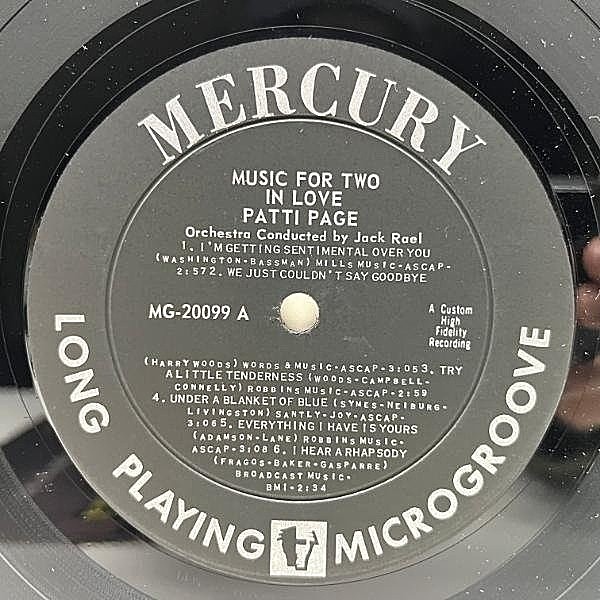 MERCURY
MUSIC FOR TWO
IN LOVE
PATTI PAGE
Orchestra Conducted by Jack Rael
1. I'M GETTING SENTIMENTAL OVER YOU
(WASHINGTON-BASSMAN) MILLS MUSIC-ASCAP-
2:57 2. WE JUST COULDN'T SAY GOODBYE
MG-20099 A
A Custom
High
Fidelity
Recording
(HARRY WOODS) WORDS & MUSIC-ASCAP-3:05 3. TRY
A LITTLE TENDERNESS (WOODS-CAMPBELL-
CONNELLY) ROBBINS MUSIC-ASCAP-2:59
4. UNDER A BLANKET OF BLUE (SYMES-NEIBURG-
LIVINGSTON) SANTLY-JOY-ASCAP-
3:06 5. EVERYTHING I HAVE IS YOURS
(ADAMSON-LANE) ROBBINS MUSIC-
ASCAP-3:08 6. I HEAR A RHAPSODY
(FRAGOS-BAKER-GASPARRE)
BROADCAST MUSIC-
BMI-2:34
LONG PLAYING MICROGROOVE